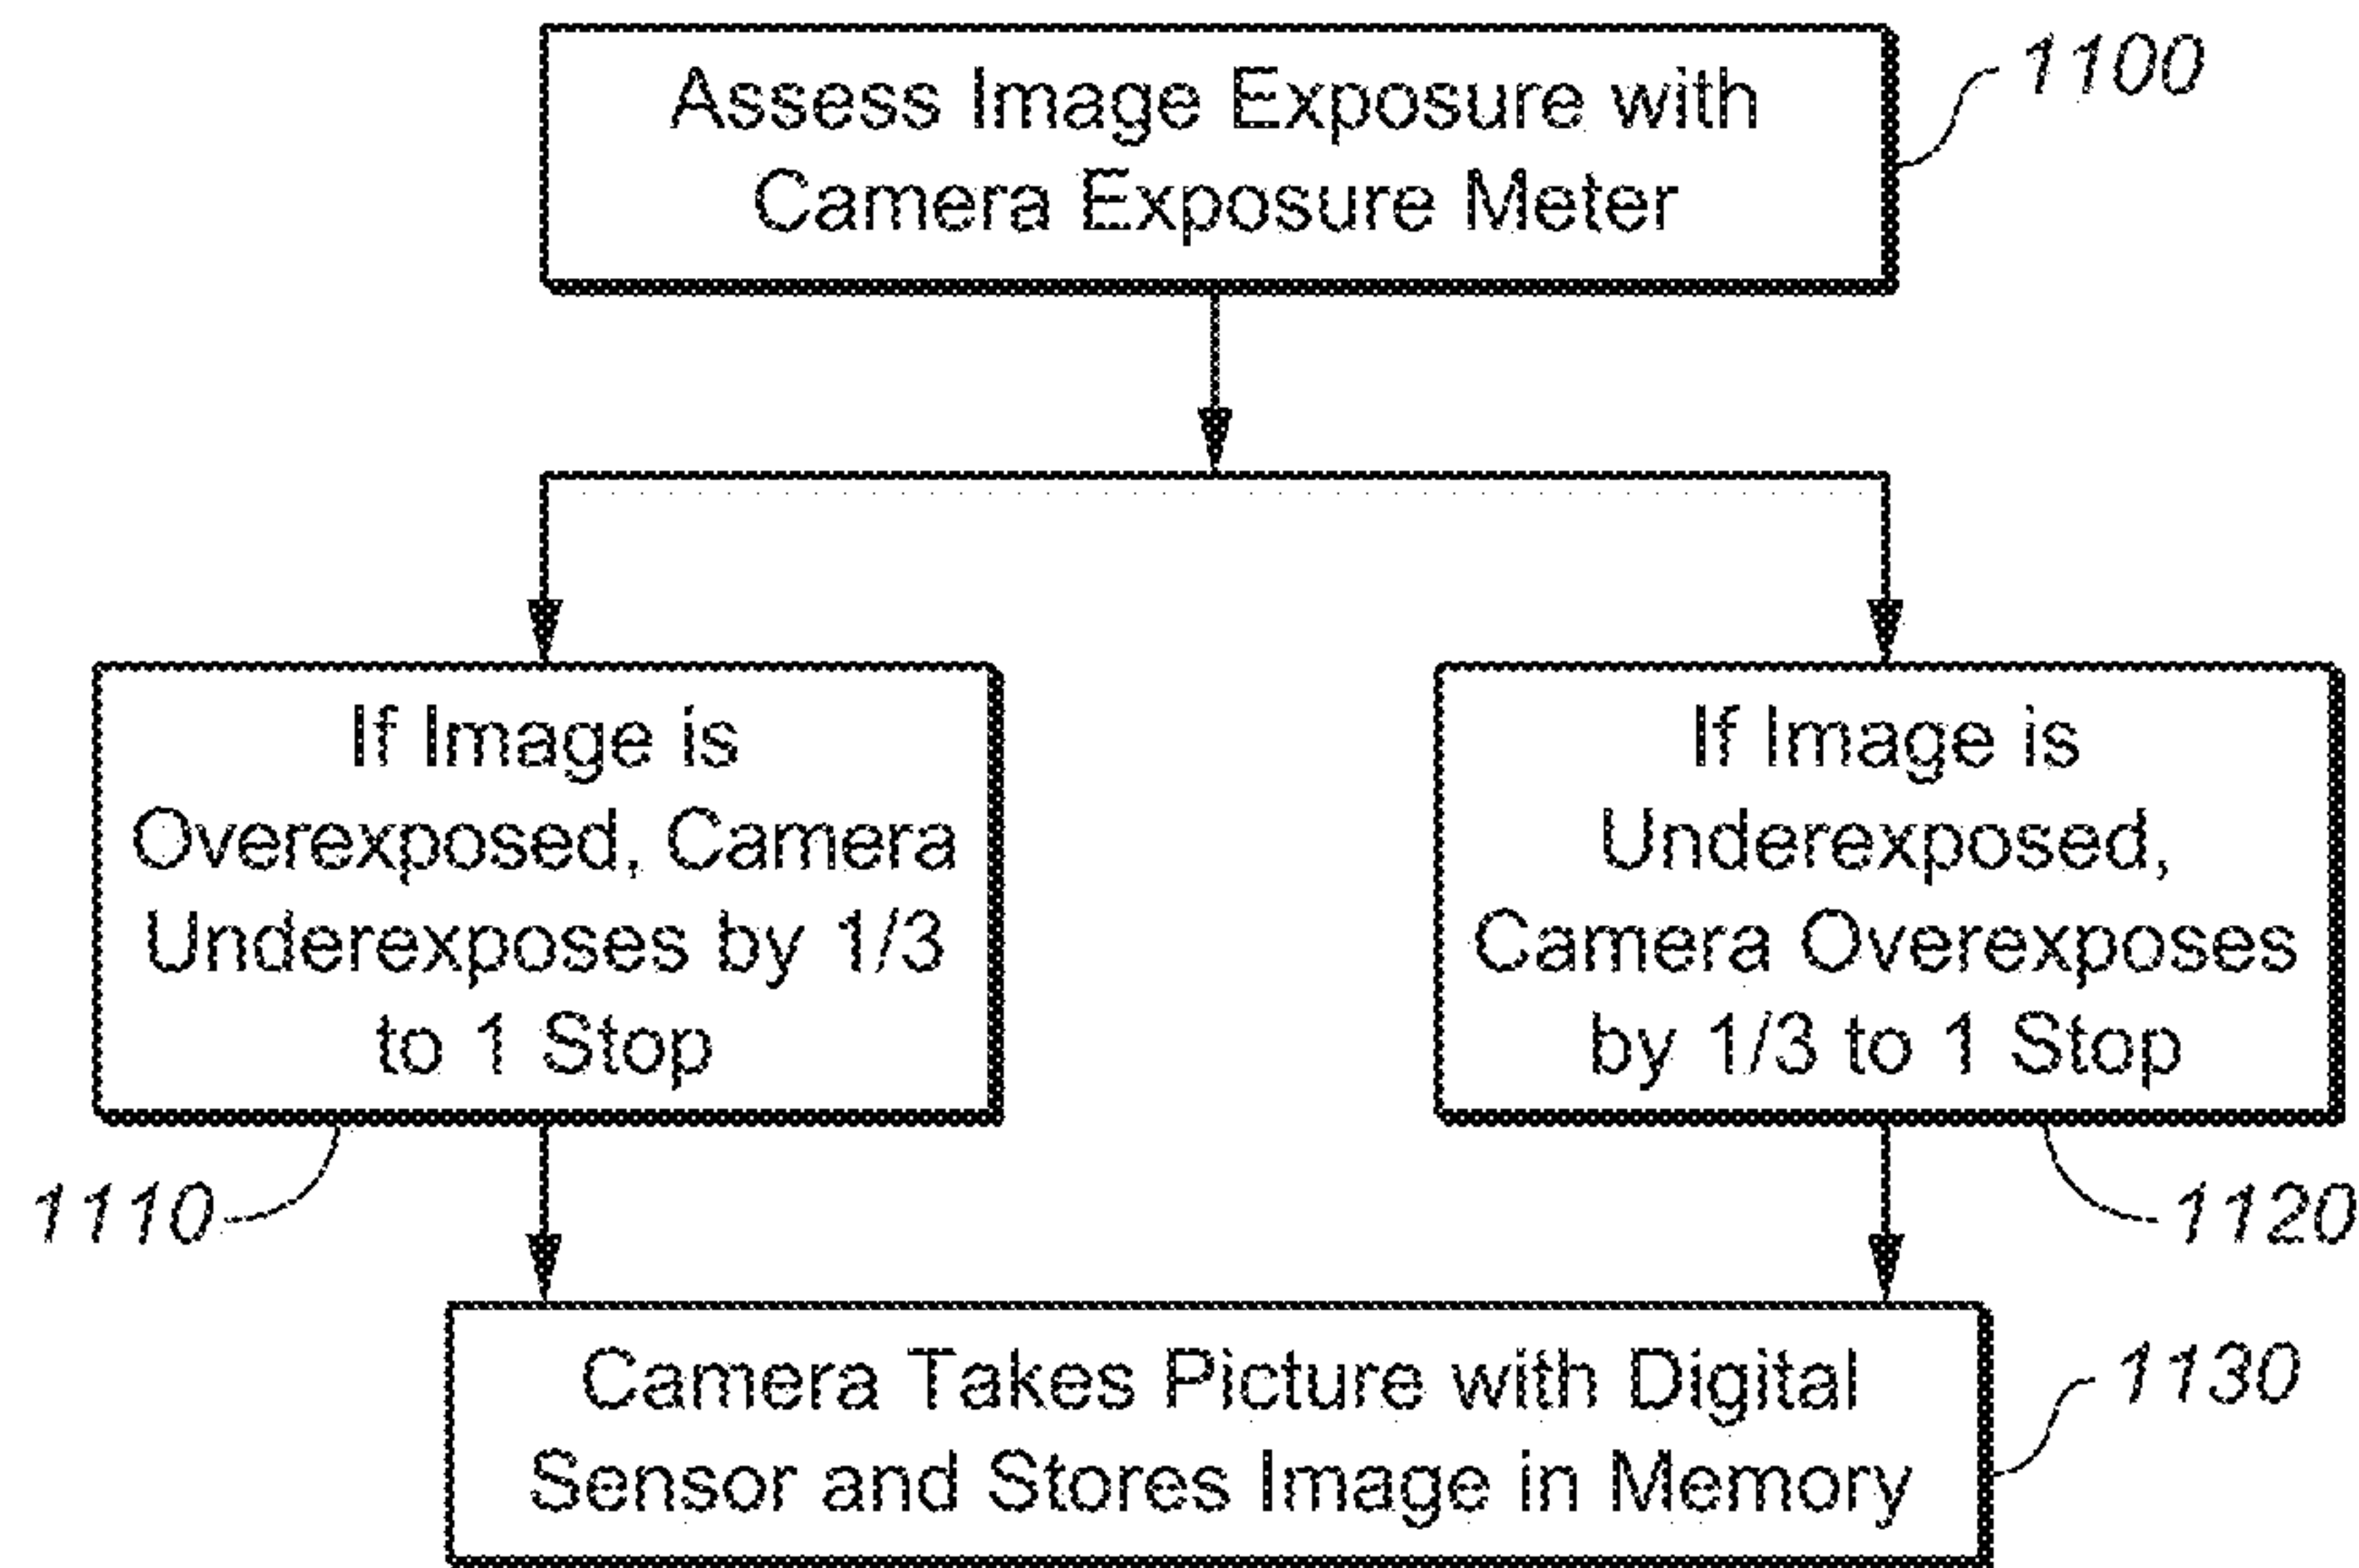 Assess Image Exposure with
Camera Exposure Meter
1100
If Image is
Overexposed, Camera
Underexposes by 1/3
to 1 Stop
1110
If Image is
Underexposed,
Camera Overexposes
by 1/3 to 1 Stop
1120
Camera Takes Picture with Digital
Sensor and Stores Image in Memory
1130